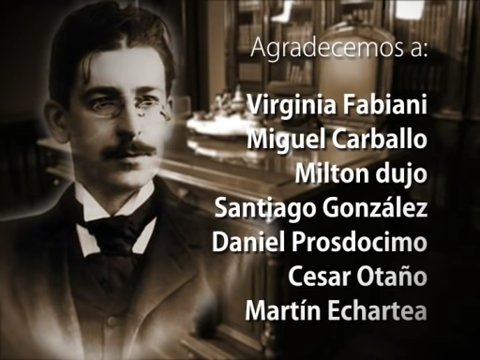 Agradecemos a:
Virginia Fabiani
Miguel Carballo
Milton dujo
Santiago González
Daniel Prosdocimo
Cesar Otaño
Martín Echartea